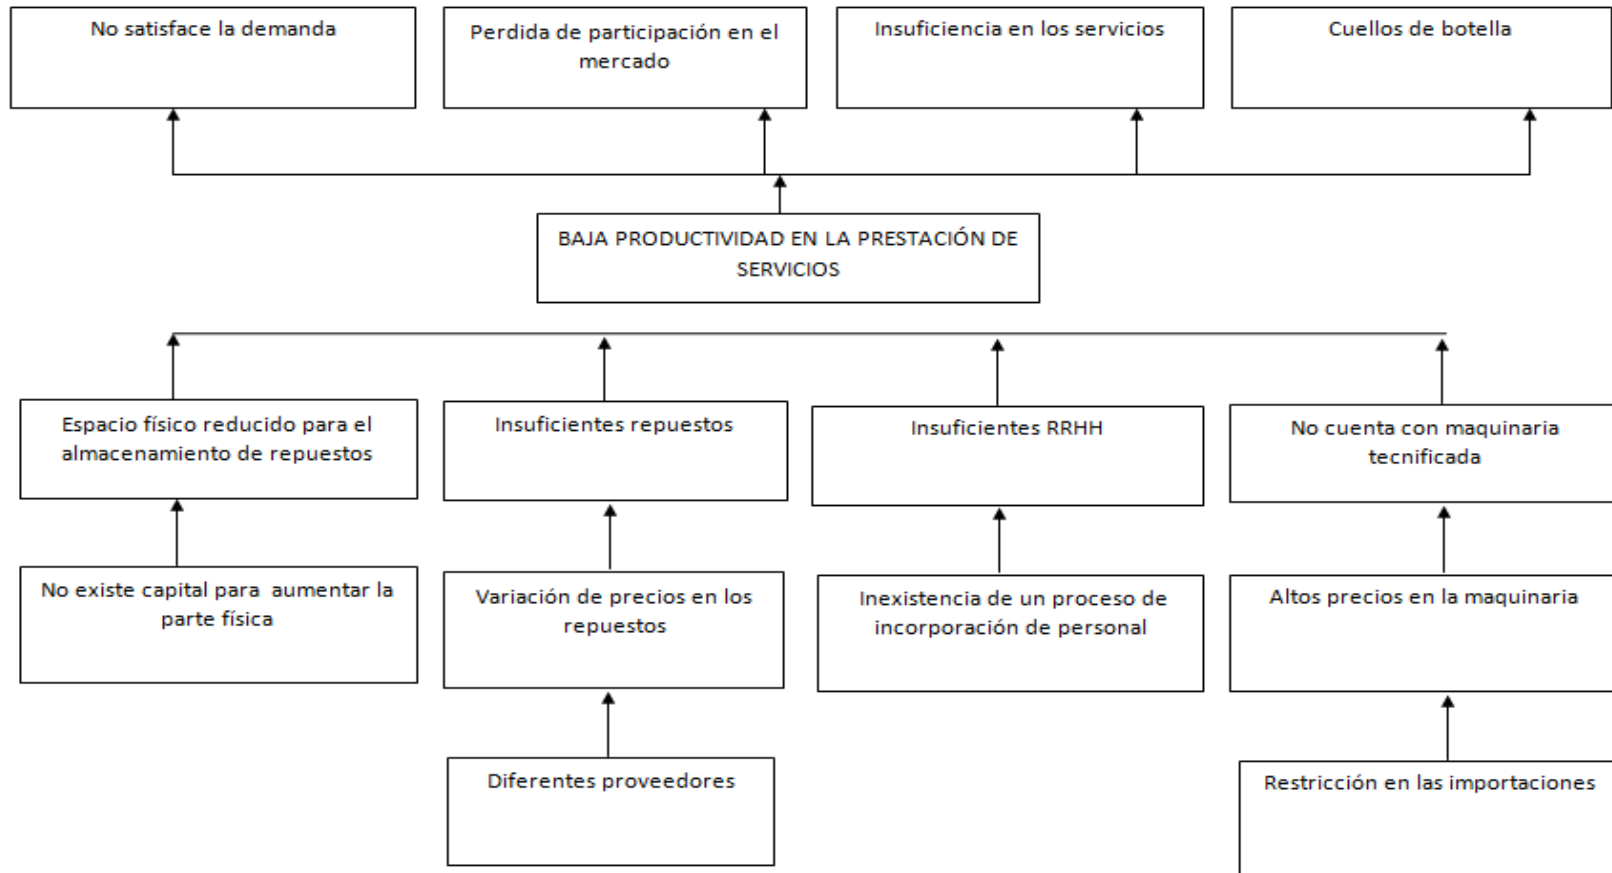 No satisface la demanda
Perdida de participación en el
mercado
Insuficiencia en los servicios
Cuellos de botella
BAJA PRODUCTIVIDAD EN LA PRESTACIÓN DE
SERVICIOS
Espacio físico reducido para el
almacenamiento de repuestos
Insuficientes repuestos
Insuficientes RRHH
No cuenta con maquinaria
tecnificada
No existe capital para aumentar la
parte física
Variación de precios en los
repuestos
Inexistencia de un proceso de
incorporación de personal
Altos precios en la maquinaria
Diferentes proveedores
Restricción en las importaciones